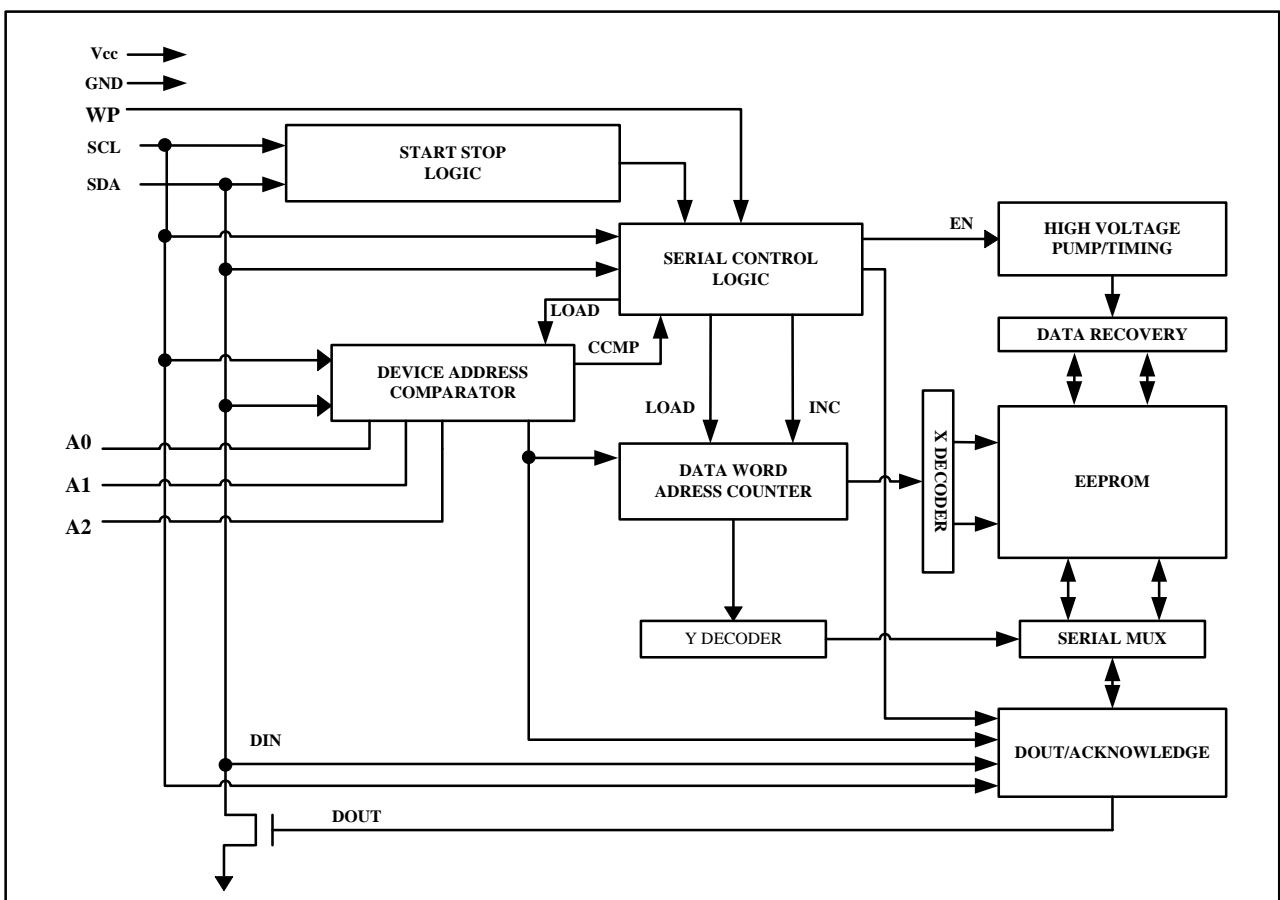 Vcc
GND
WP
SCL
SDA
START STOP
LOGIC
EN
HIGH VOLTAGE
PUMP/TIMING
SERIAL CONTROL
LOGIC
LOAD
CCMP
DATA RECOVERY
DEVICE ADDRESS
COMPARATOR
LOAD
INC
A0
A1
A2
DATA WORD
ADRESS COUNTER
X DECODER
EEPROM
Y DECODER
SERIAL MUX
DIN
DOUT/ACKNOWLEDGE
DOUT